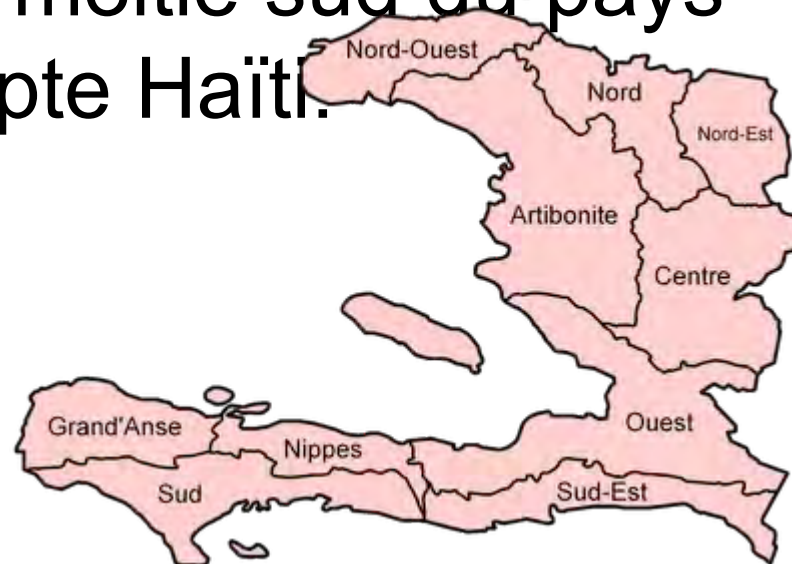 moitié sud du pays
pte Haïti.
Nord-Ouest
Nord
Nord-Est
Artibonite
Centre
Ouest
Grand'Anse
Nippes
Sud
Sud-Est